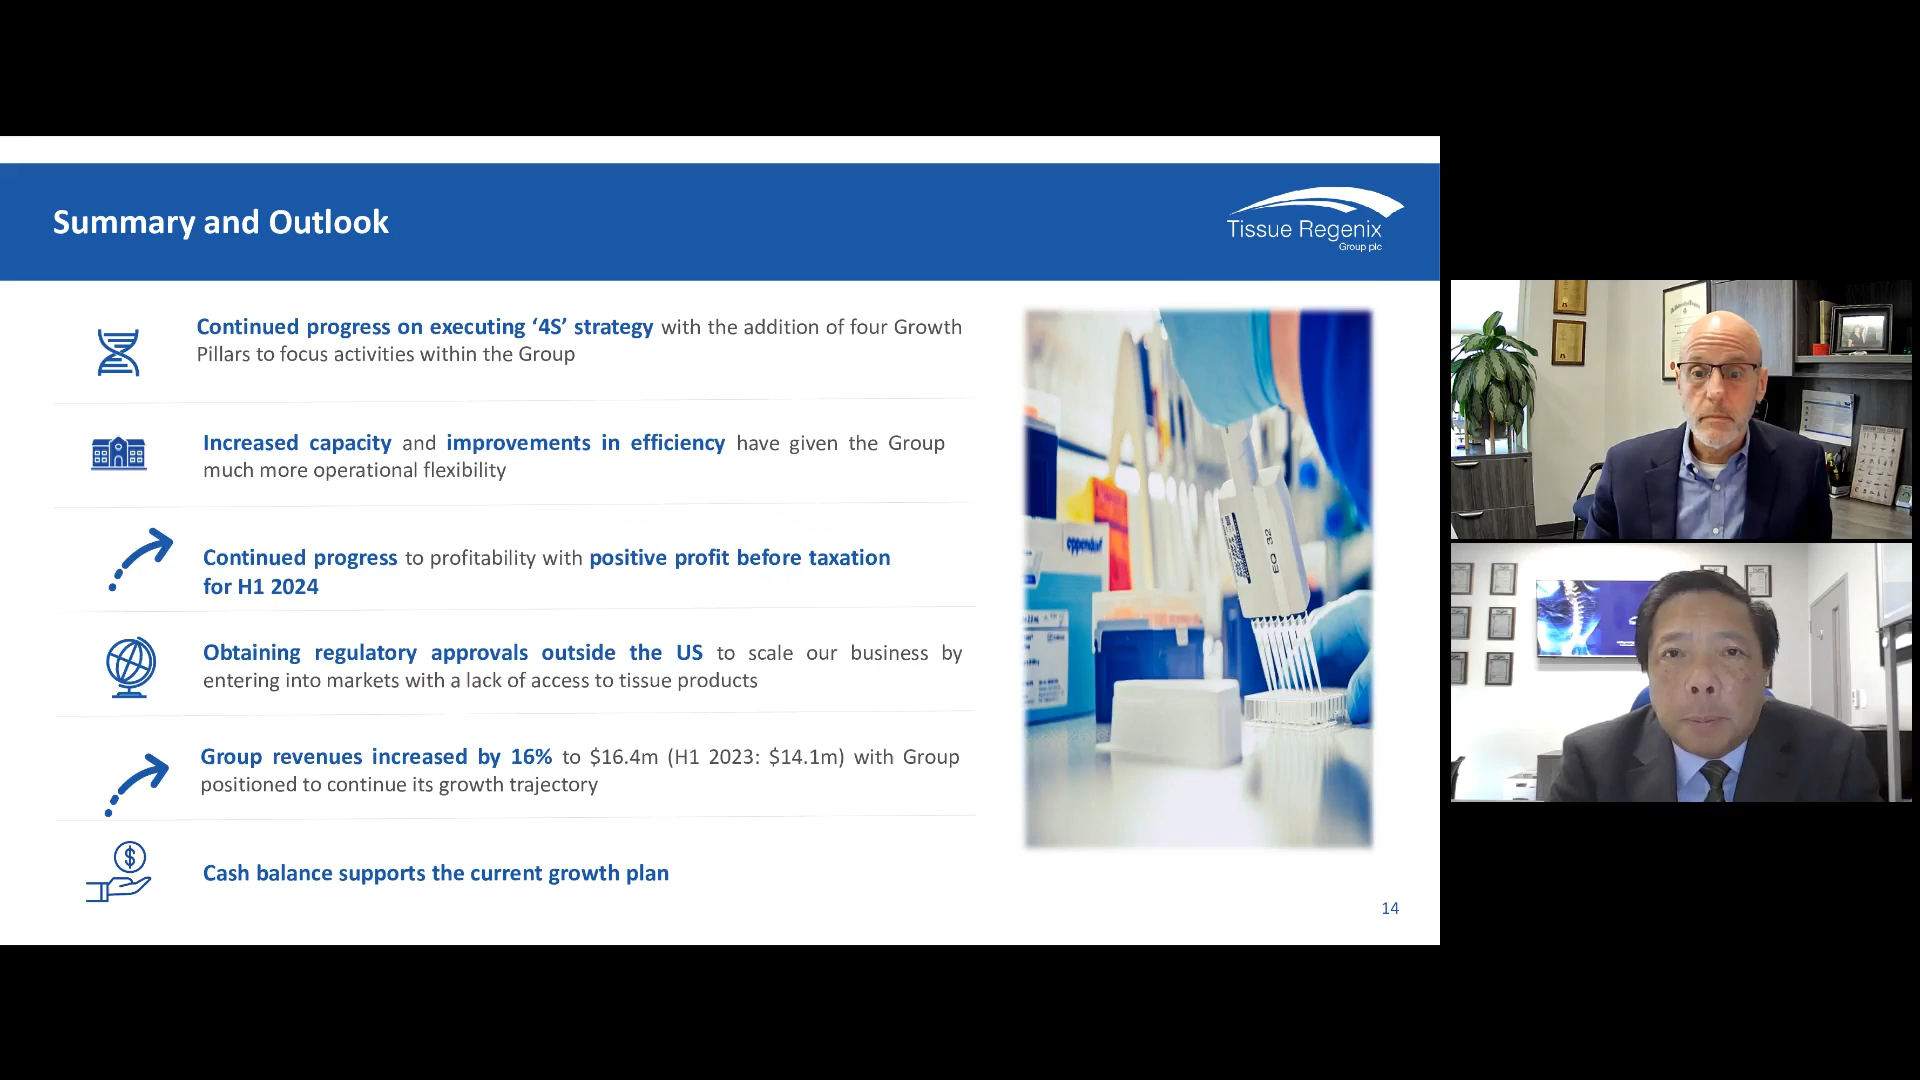 Summary and Outlook
Tissue Regenix
Group plc
Continued progress on executing ‘4S’ strategy with the addition of four Growth
Pillars to focus activities within the Group
Increased capacity and improvements in efficiency have given the Group
much more operational flexibility
Continued progress to profitability with positive profit before taxation
for H1 2024
Obtaining regulatory approvals outside the US to scale our business by
entering into markets with a lack of access to tissue products
Group revenues increased by 16% to $16.4m (H1 2023: $14.1m) with Group
positioned to continue its growth trajectory
$
Cash balance supports the current growth plan
eppendorf
EQ 32
14